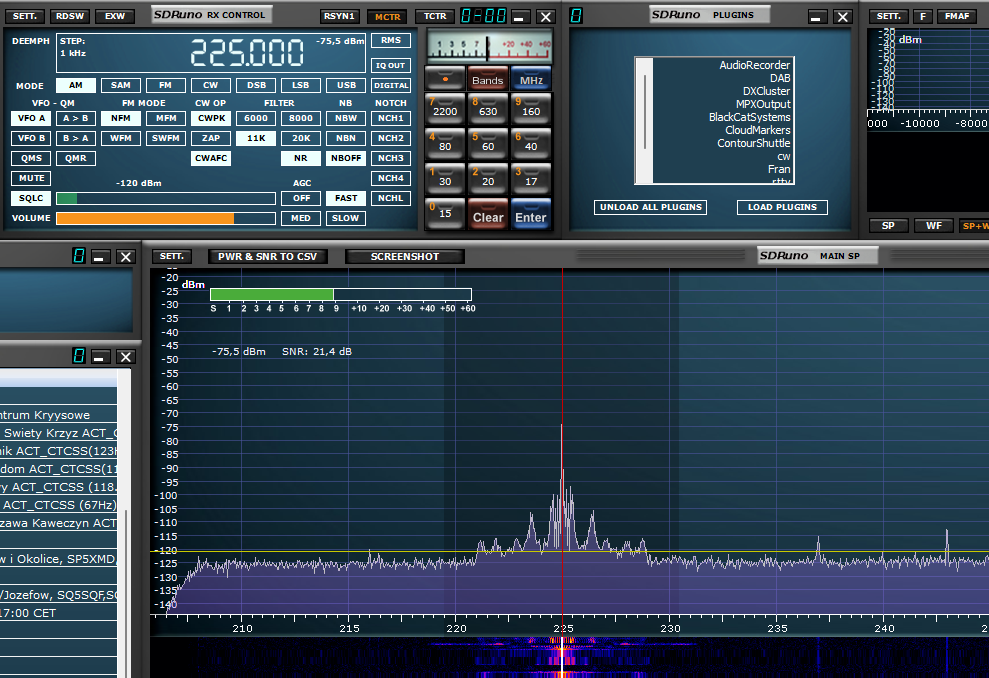 SETT. RDSW EXW SDRuno RX CONTROL RSYN1 MCTR TCTR 0-00
DEEMPH STEP: 1 kHz 225.000 -75,5 dBm RMS
IQ OUT
MODE AM SAM FM CW DSB LSB USB DIGITAL
VFO - QM FM MODE CW OP FILTER NB NOTCH
VFO A A > B NFM MFM CWPK 6000 8000 NBW NCH1
VFO B B > A WFM SWFM ZAP 11K 20K NBN NCH2
QMS QMR CWAFC NR NBOFF NCH3
MUTE -120 dBm AGC NCH4
SQLC OFF FAST NCHL
VOLUME MED SLOW
1 3 5 7 9 +20 +40 +60
Bands MHz
7 2200 8 630 9 160
4 80 5 60 6 40
1 30 2 20 3 17
0 15 Clear Enter
0 SDRuno PLUGINS
AudioRecorder
DAB
DXCluster
MPXOutput
BlackCatSystems
CloudMarkers
ContourShuttle
cw
Fran
rttv
UNLOAD ALL PLUGINS LOAD PLUGINS
SETT. F FMAF
dBm
-30
-40
-50
-60
-70
-80
-90
-100
-110
-120
-130
000 -10000 -8000
SP WF SP+W
0
0
ntrum Kryysowe
Swiety Krzyz ACT_C
nik ACT_CTCSS(123H
dom ACT_CTCSS(11
ry ACT_CTCSS (118.
ACT_CTCSS (67Hz)
zawa Kaweczyn ACT
w i Okolice, SP5XMD,
/Jozefow, SQ5SQF,SQ
17:00 CET
SETT. PWR & SNR TO CSV SCREENSHOT SDRuno MAIN SP
dBm
S 1 2 3 4 5 6 7 8 9 +10 +20 +30 +40 +50 +60
-75,5 dBm SNR: 21,4 dB
-20
-25
-30
-35
-40
-45
-50
-55
-60
-65
-70
-75
-80
-85
-90
-95
-100
-105
-110
-115
-120
-125
-130
-135
-140
210 215 220 225 230 235 240